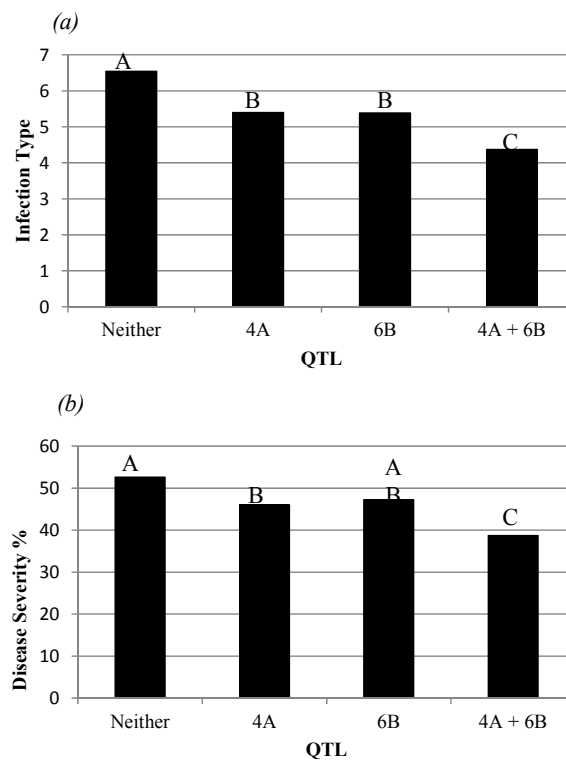 (a)
7
6
5
4
3
2
1
0
Infection Type
A
B
B
C
Neither 4A 6B 4A + 6B
QTL
(b)
60
50
40
30
20
10
0
Disease Severity %
A
B
A
B
C
Neither 4A 6B 4A + 6B
QTL